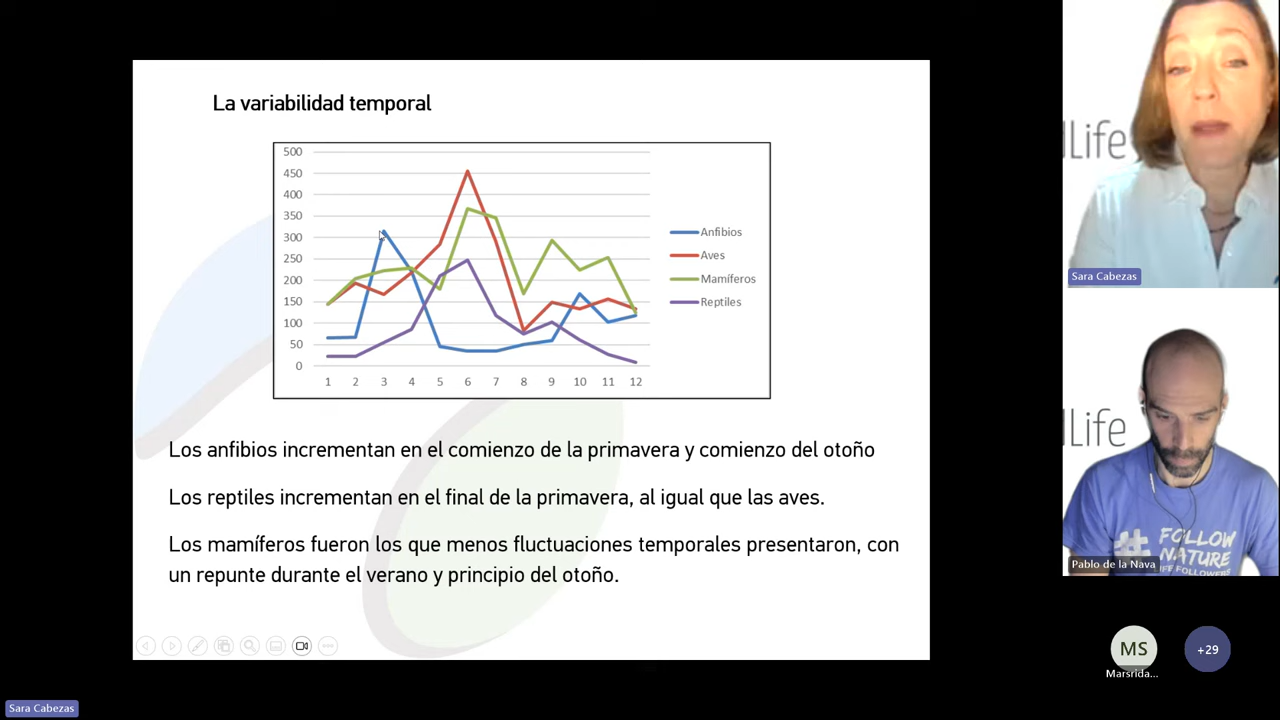 La variabilidad temporal
500
450
400
350
300
250
200
150
100
50
0
1 2 3 4 5 6 7 8 9 10 11 12
Anfibios
Aves
Mamíferos
Reptiles
Los anfibios incrementan en el comienzo de la primavera y comienzo del otoño
Los reptiles incrementan en el final de la primavera, al igual que las aves.
Los mamíferos fueron los que menos fluctuaciones temporales presentaron, con
un repunte durante el verano y principio del otoño.
dLife
Sara Cabezas
dLife
# FOLLOW
NATURE
LIFE FOLLOWERS
Pablo de la Nava
MS
+29
Marsrida...
Sara Cabezas